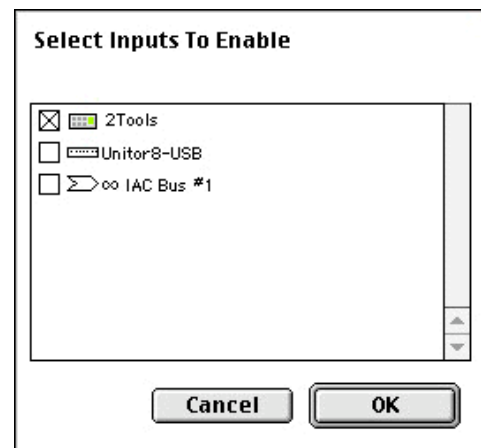 Select Inputs To Enable
2Tools
Unitor8-USB
∞ IAC Bus #1
Cancel
OK